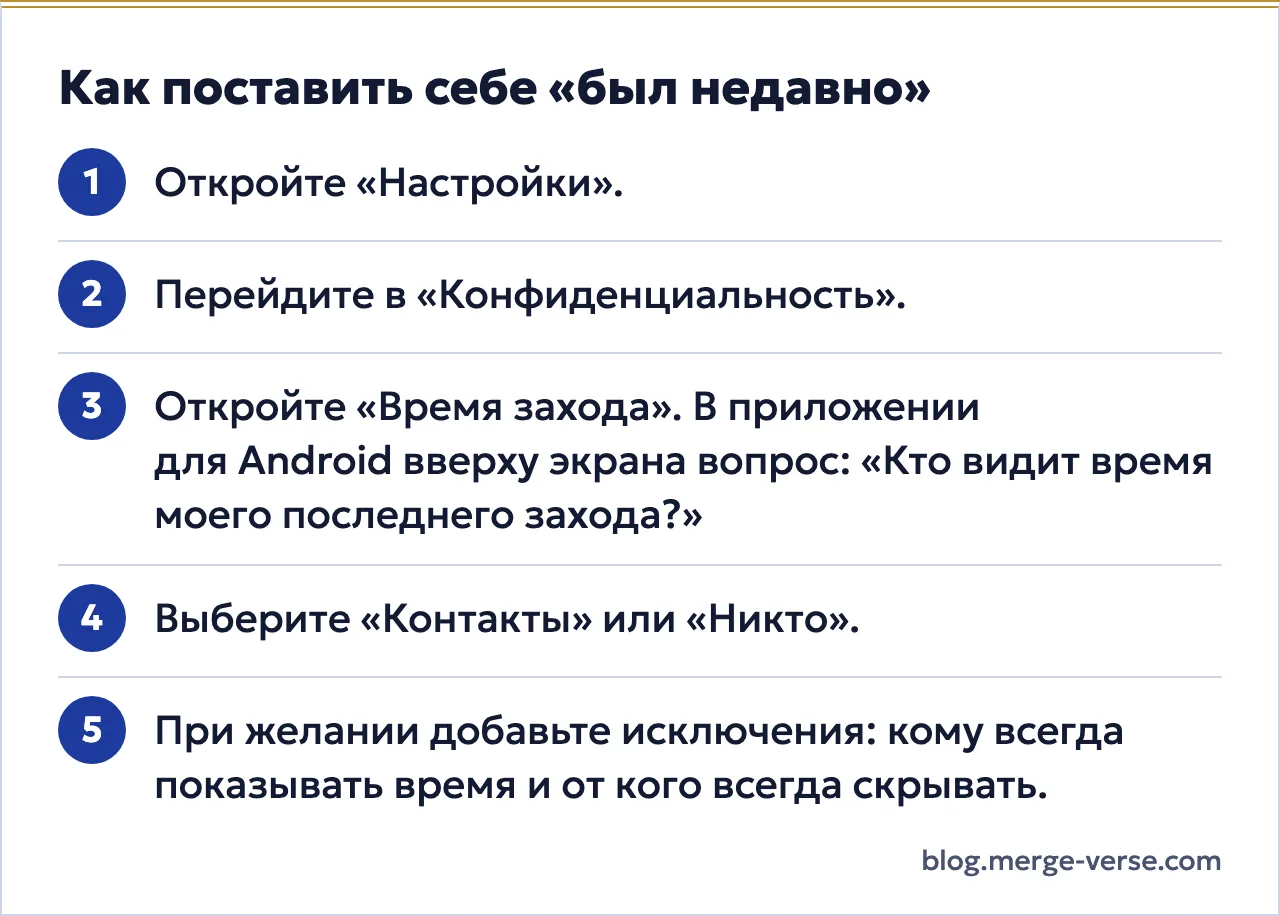 Как поставить себе «был недавно»
1 Откройте «Настройки».
2 Перейдите в «Конфиденциальность».
3 Откройте «Время захода». В приложении
для Android вверху экрана вопрос: «Кто видит время
моего последнего захода?»
4 Выберите «Контакты» или «Никто».
5 При желании добавьте исключения: кому всегда
показывать время и от кого всегда скрывать.
blog.merge-verse.com